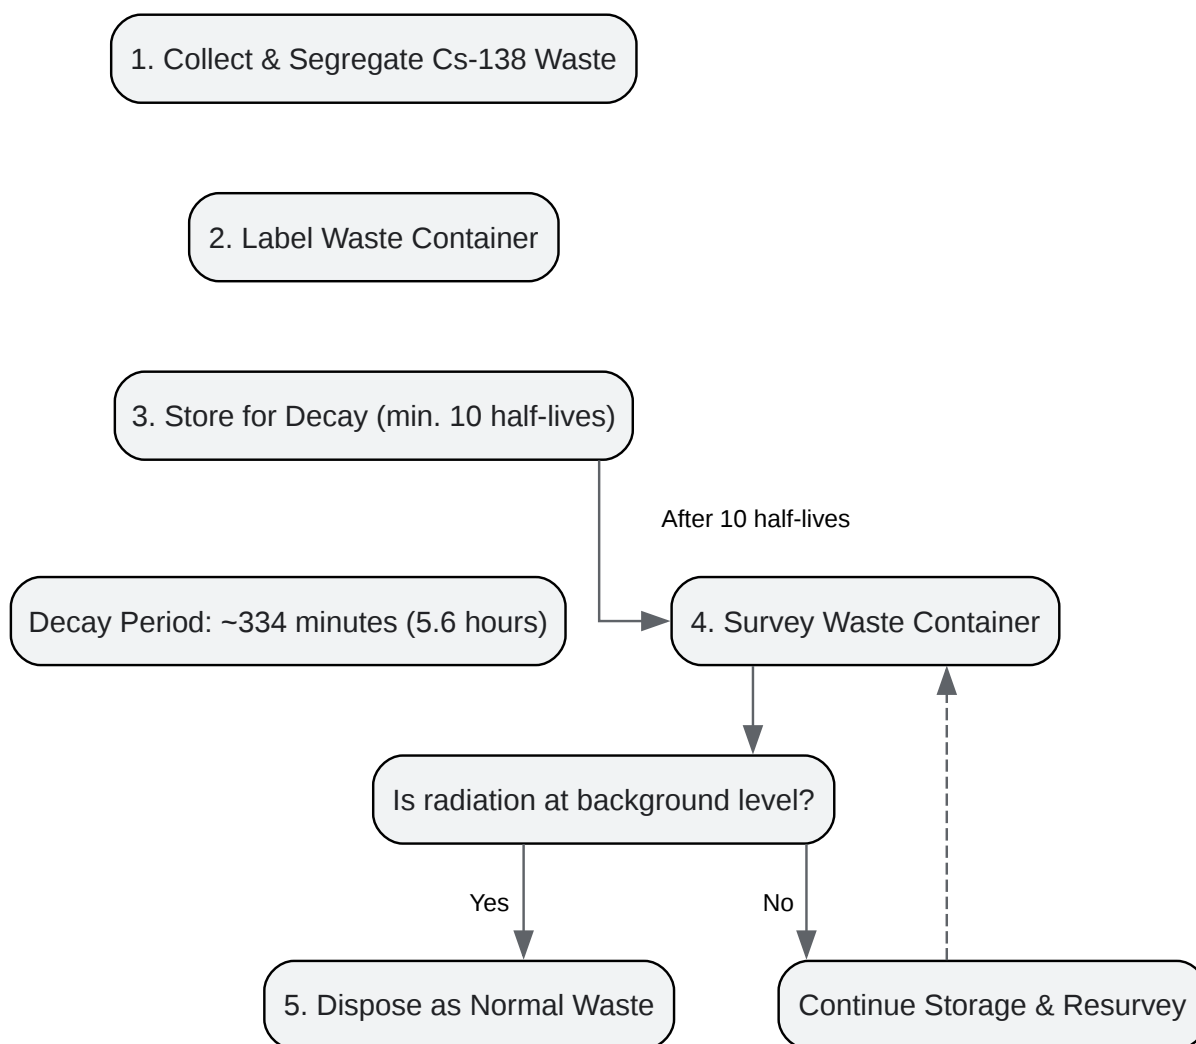 1. Collect & Segregate Cs-138 Waste
2. Label Waste Container
3. Store for Decay (min. 10 half-lives)
After 10 half-lives
Decay Period: ~334 minutes (5.6 hours)
4. Survey Waste Container
Is radiation at background level?
Yes
No
5. Dispose as Normal Waste
Continue Storage & Resurvey